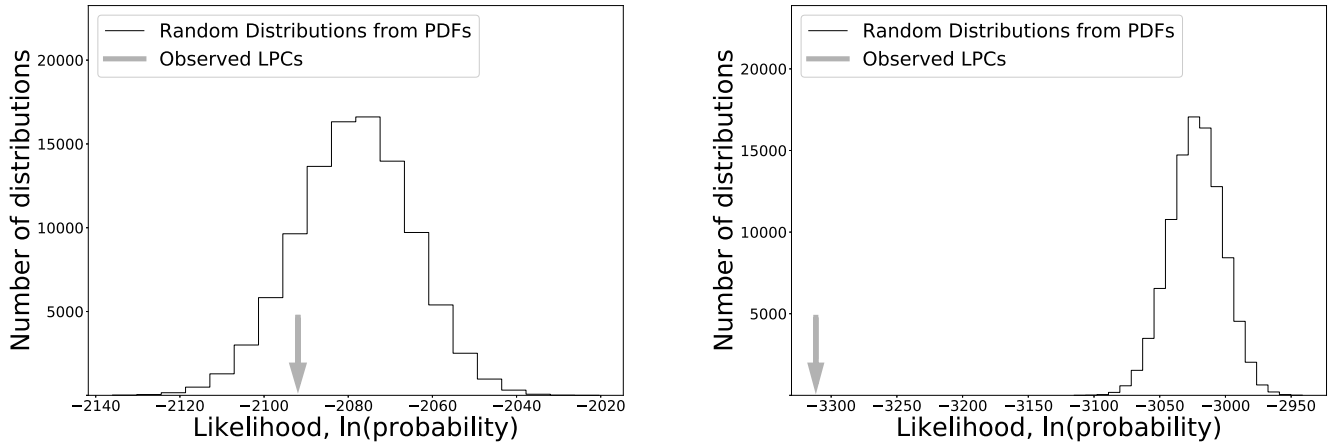 Random Distributions from PDFs
Observed LPCs
Number of distributions
20000
15000
10000
5000
−2140 −2120 −2100 −2080 −2060 −2040 −2020
Likelihood, ln(probability)
Random Distributions from PDFs
Observed LPCs
Number of distributions
20000
15000
10000
5000
−3300 −3250 −3200 −3150 −3100 −3050 −3000 −2950
Likelihood, ln(probability)